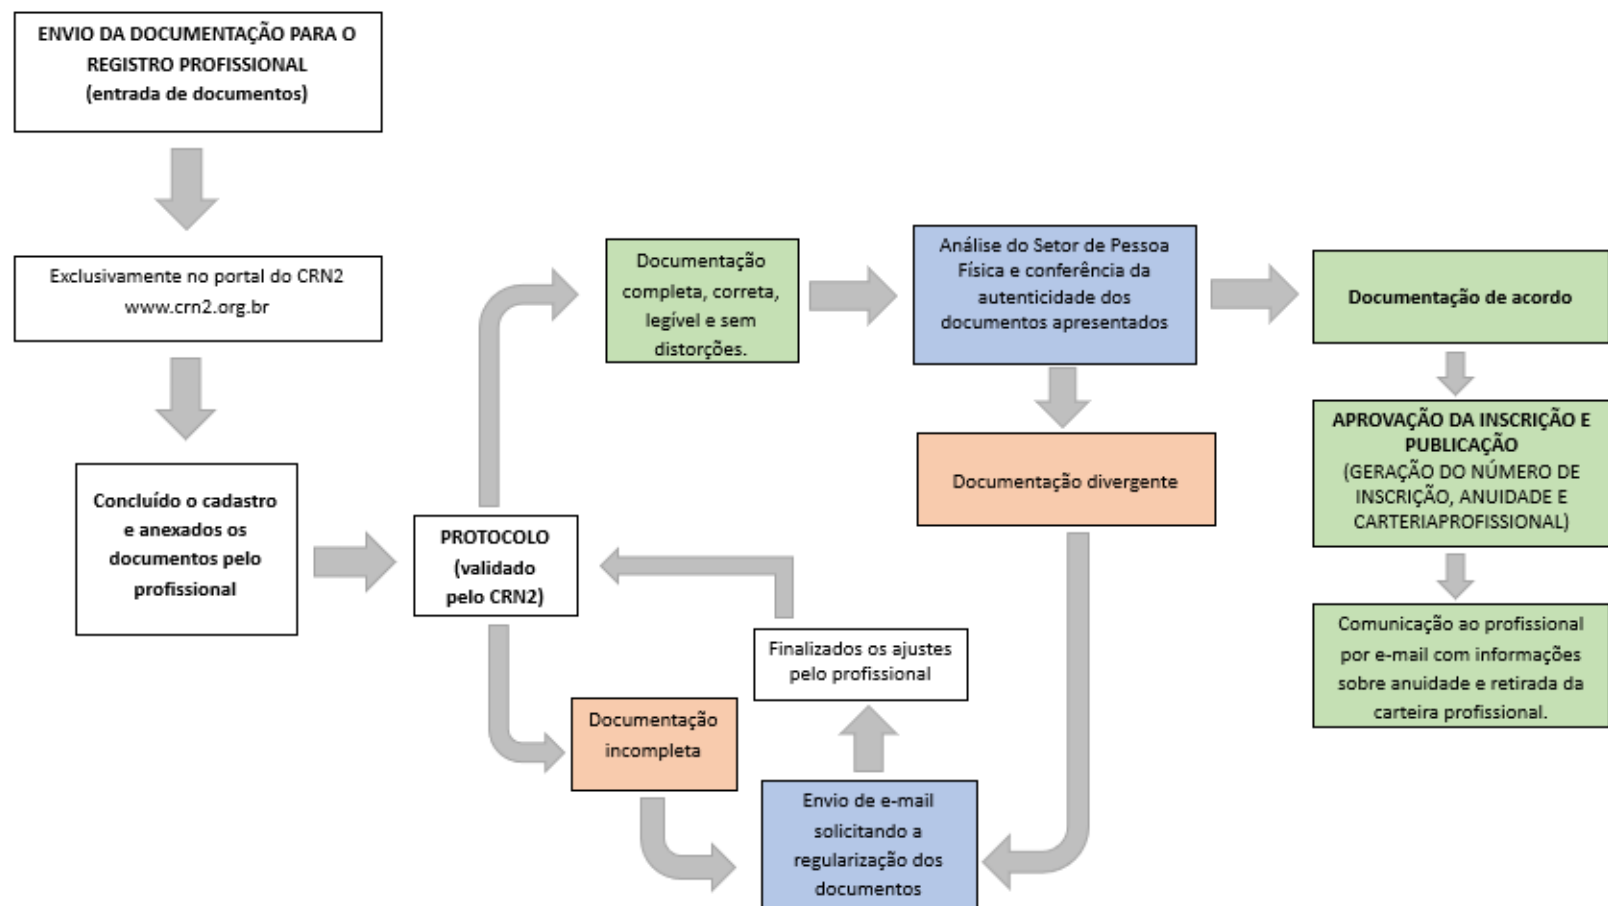 ENVIO DA DOCUMENTAÇÃO PARA O
REGISTRO PROFISSIONAL
(entrada de documentos)
Exclusivamente no portal do CRN2
www.crn2.org.br
Concluído o cadastro
e anexados os
documentos pelo
profissional
PROTOCOLO
(validado
pelo CRN2)
Documentação
completa, correta,
legível e sem
distorções.
Análise do Setor de Pessoa
Física e conferência da
autenticidade dos
documentos apresentados
Documentação de acordo
APROVAÇÃO DA INSCRIÇÃO E
PUBLICAÇÃO
(GERAÇÃO DO NÚMERO DE
INSCRIÇÃO, ANUIDADE E
CARTERIAPROFISSIONAL)
Comunicação ao profissional
por e-mail com informações
sobre anuidade e retirada da
carteira profissional.
Documentação divergente
Finalizados os ajustes
pelo profissional
Documentação
incompleta
Envio de e-mail
solicitando a
regularização dos
documentos